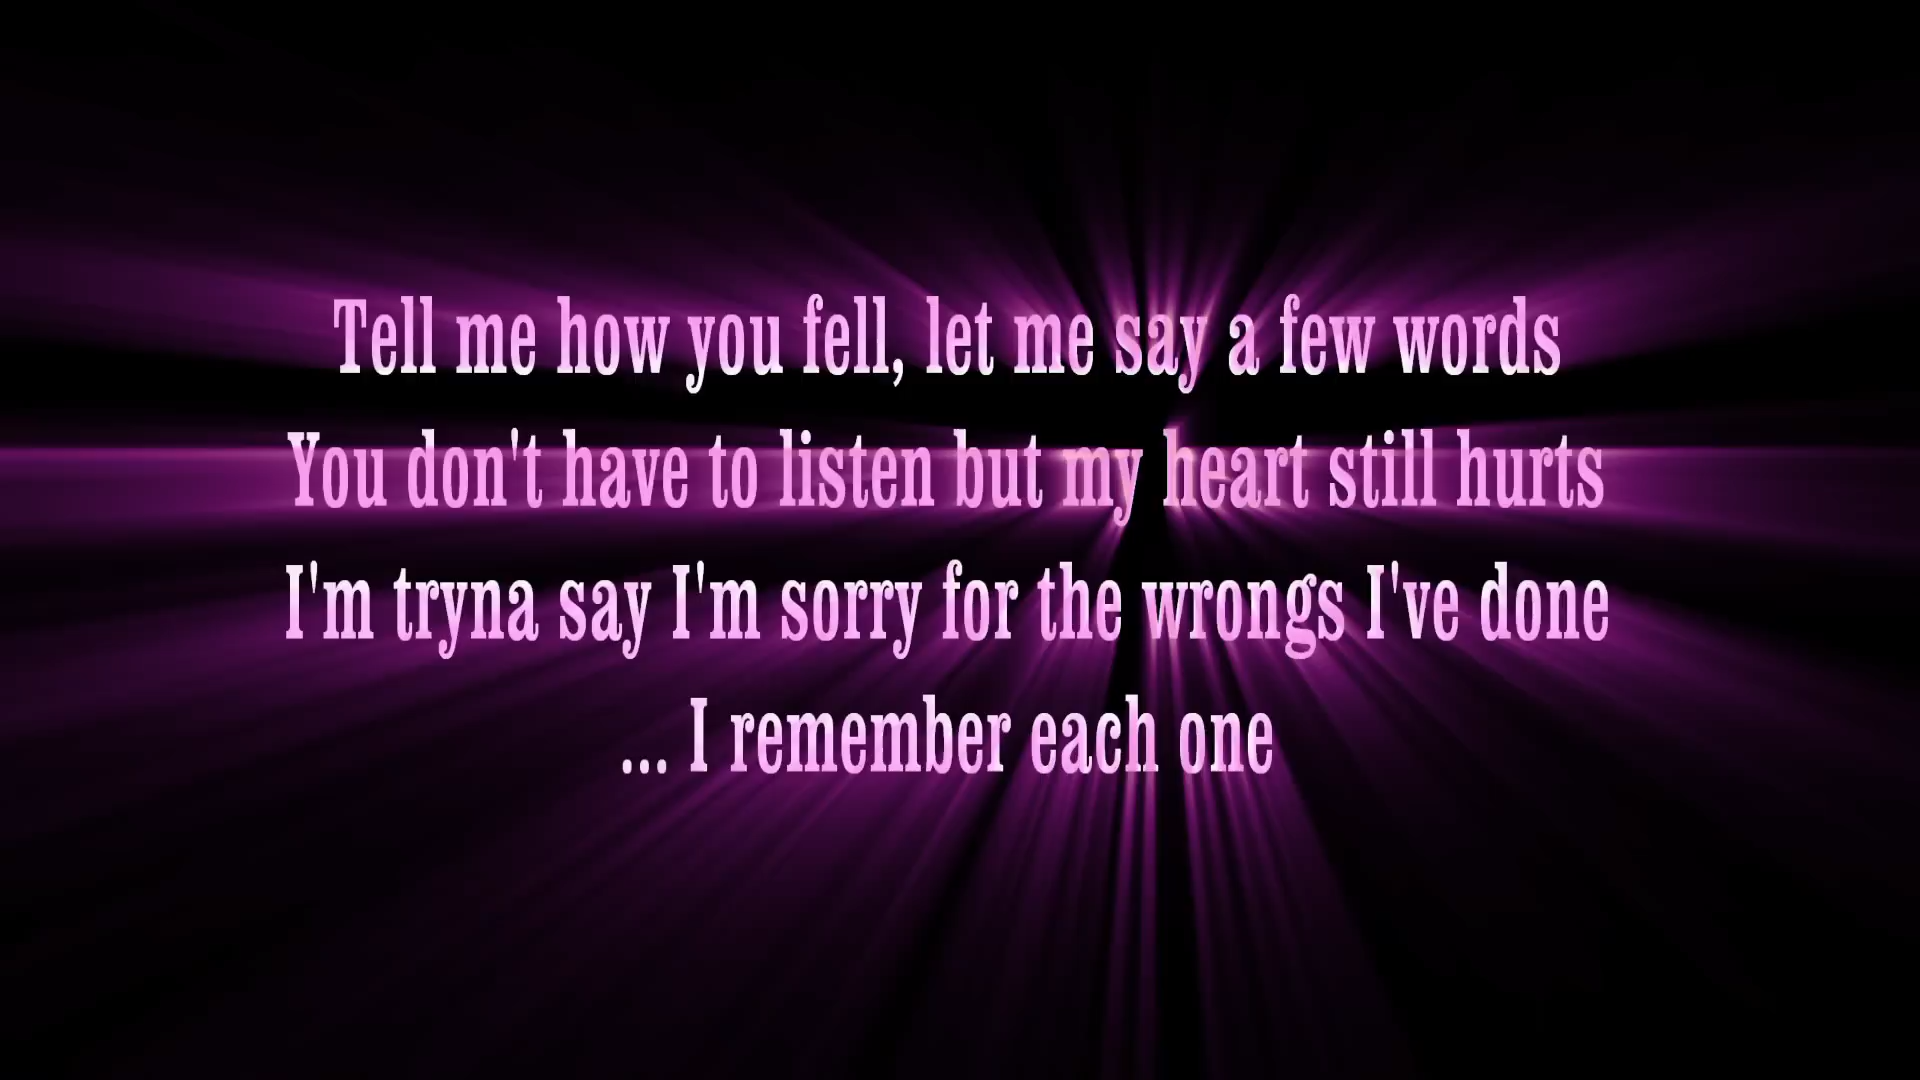 Tell me how you fell, let me say a few words
You don't have to listen but my heart still hurts
I'm tryna say I'm sorry for the wrongs I've done
... I remember each one